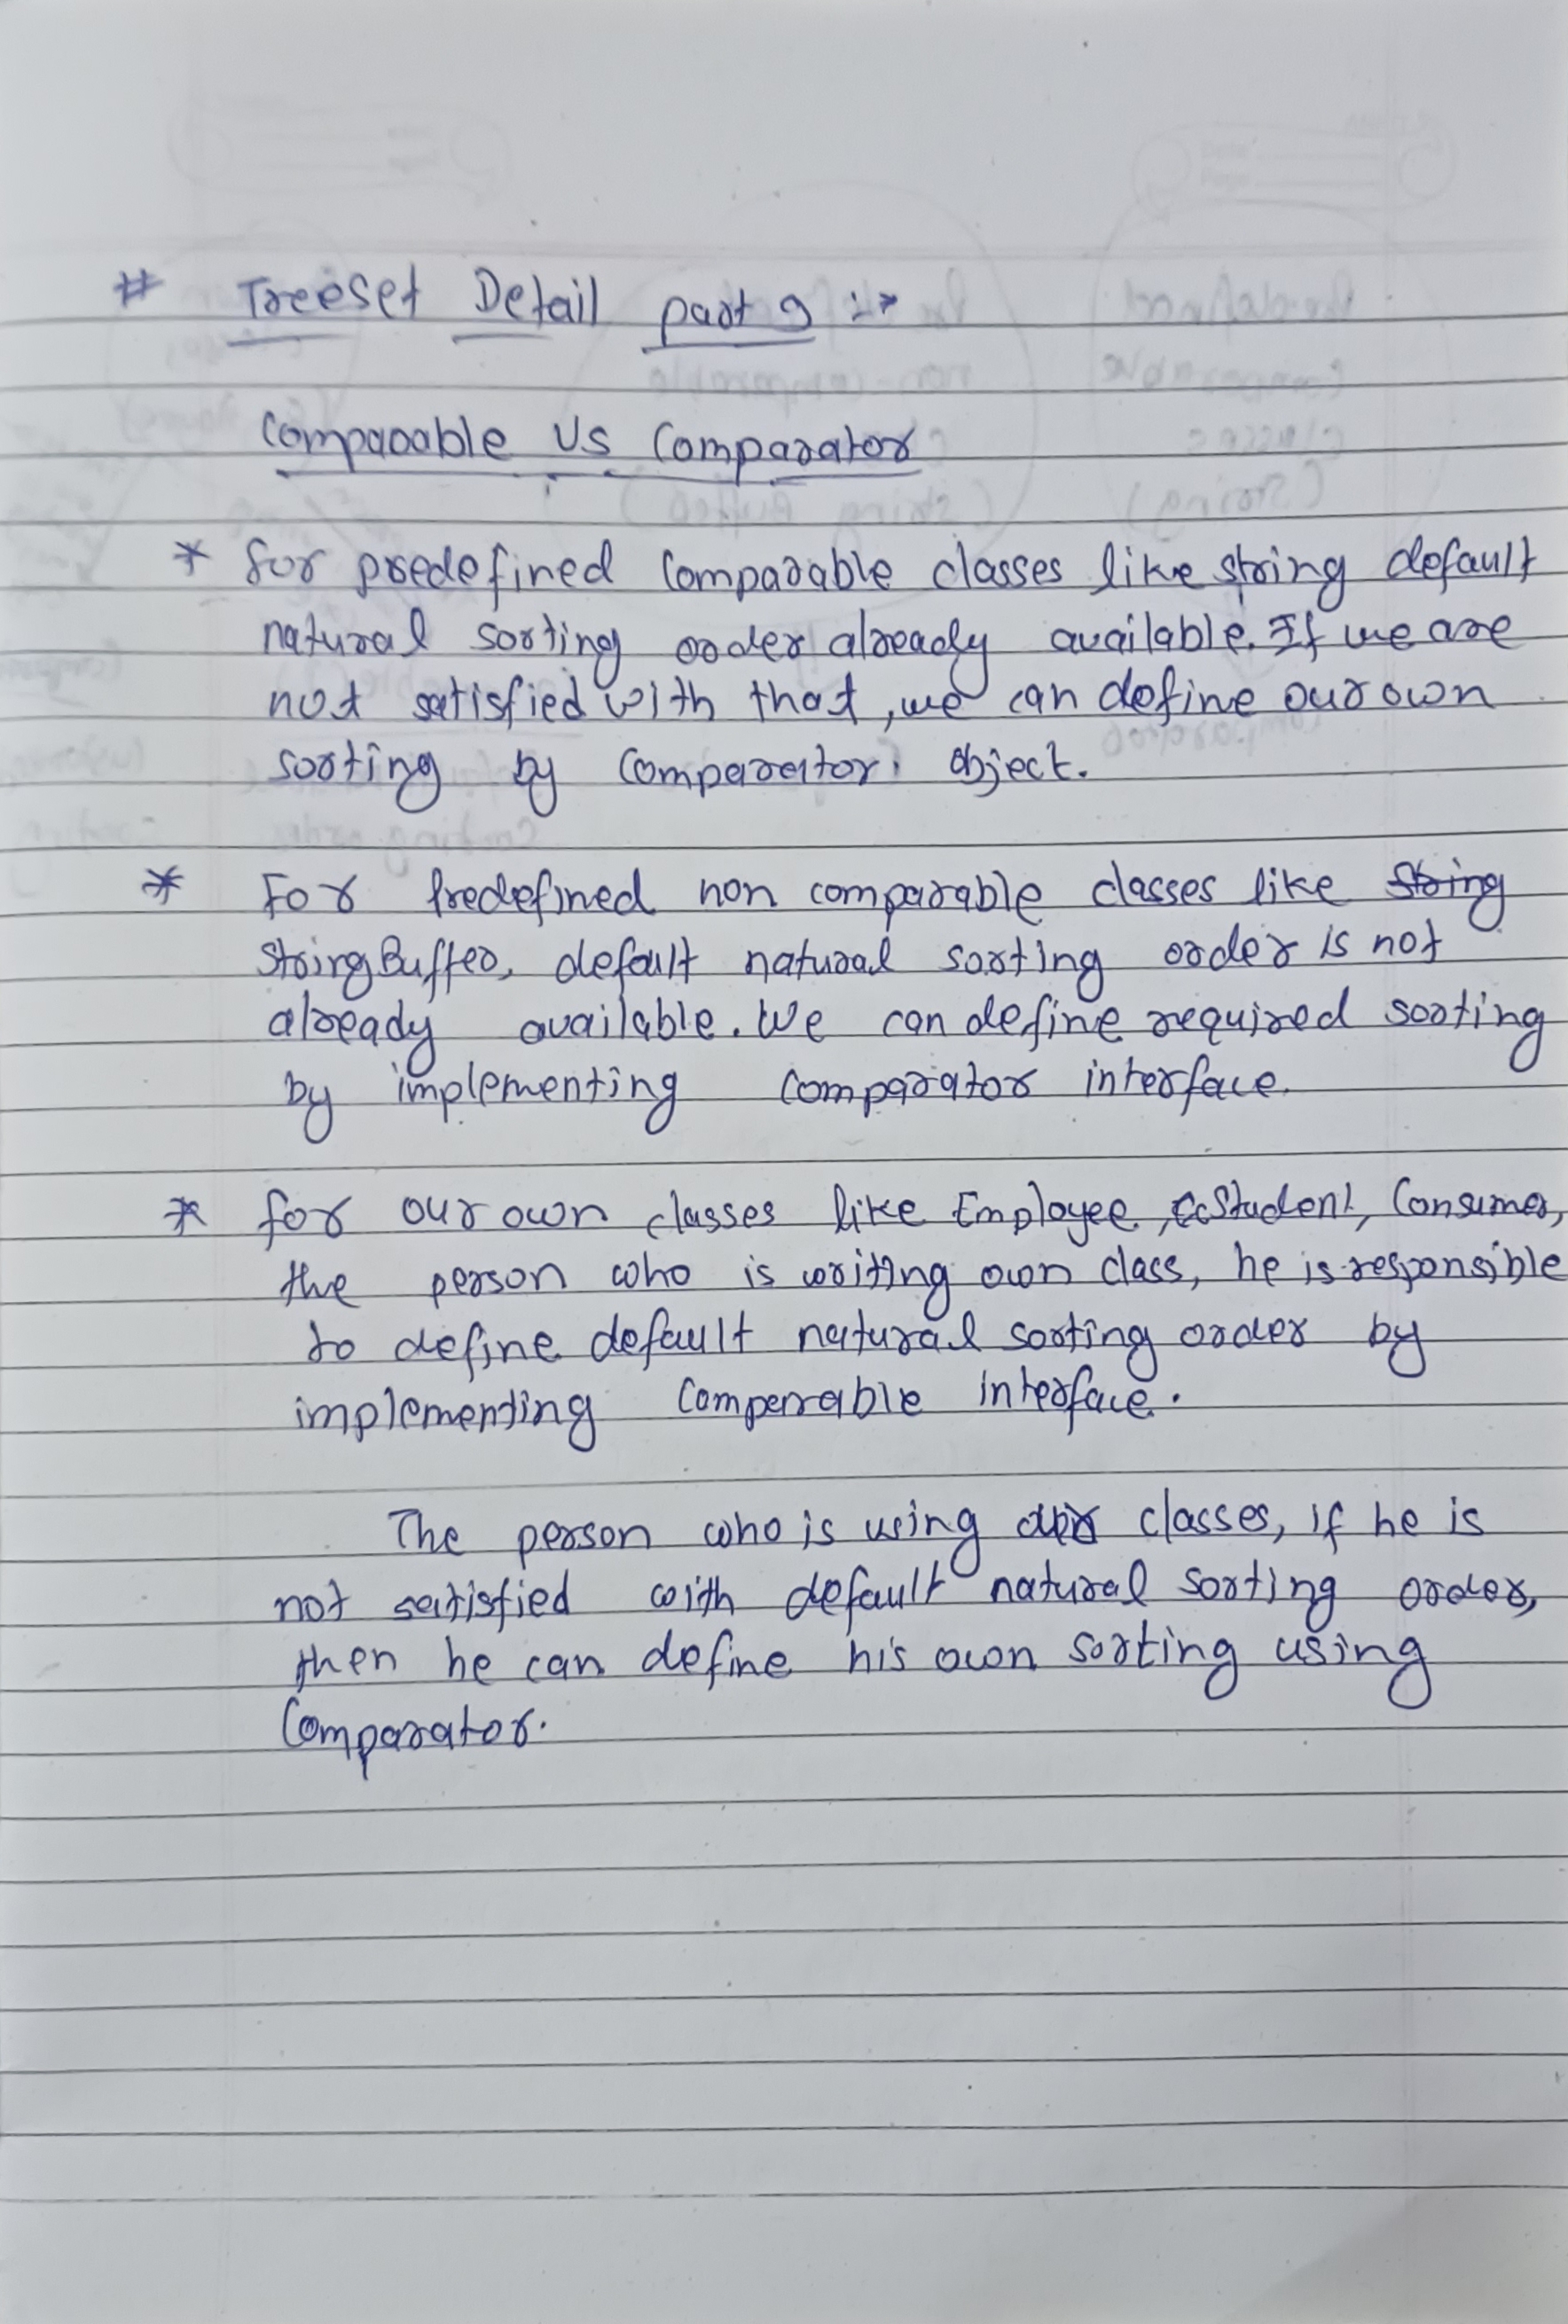 # Treeset Detail part 9 :->
Comparable Vs Comparator
* for predefined Comparable classes like string default
natural sorting order already available. If we are
not satisfied with that, we can define our own
sorting by Comparator object.
* For Predefined non comparable classes like String
StringBuffer, default natural sorting order is not
already available. We can define required sorting
by implementing Comparator interface.
* for our own classes like Employee, Student, Consumer,
the person who is writing own class, he is responsible
to define default natural sorting order by
implementing Comparable interface.
The person who is using our classes, if he is
not satisfied with default natural sorting order,
then he can define his own sorting using
Comparator.